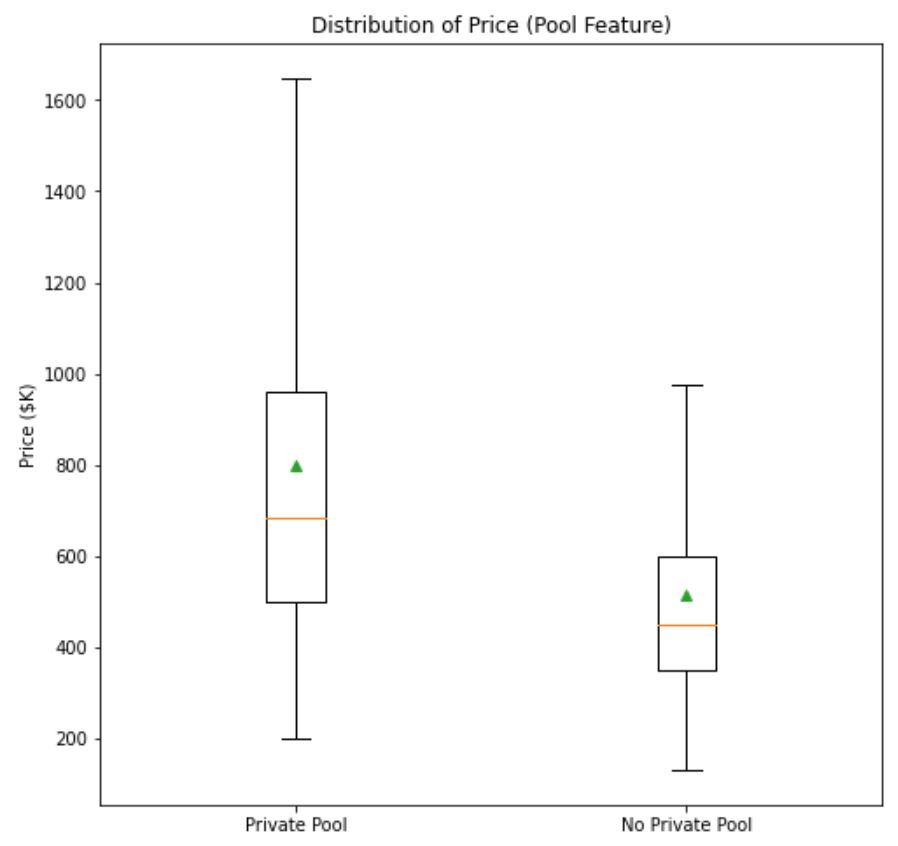 Distribution of Price (Pool Feature)
1600
1400
1200
1000
800
600
400
200
Price ($K)
Private Pool
No Private Pool